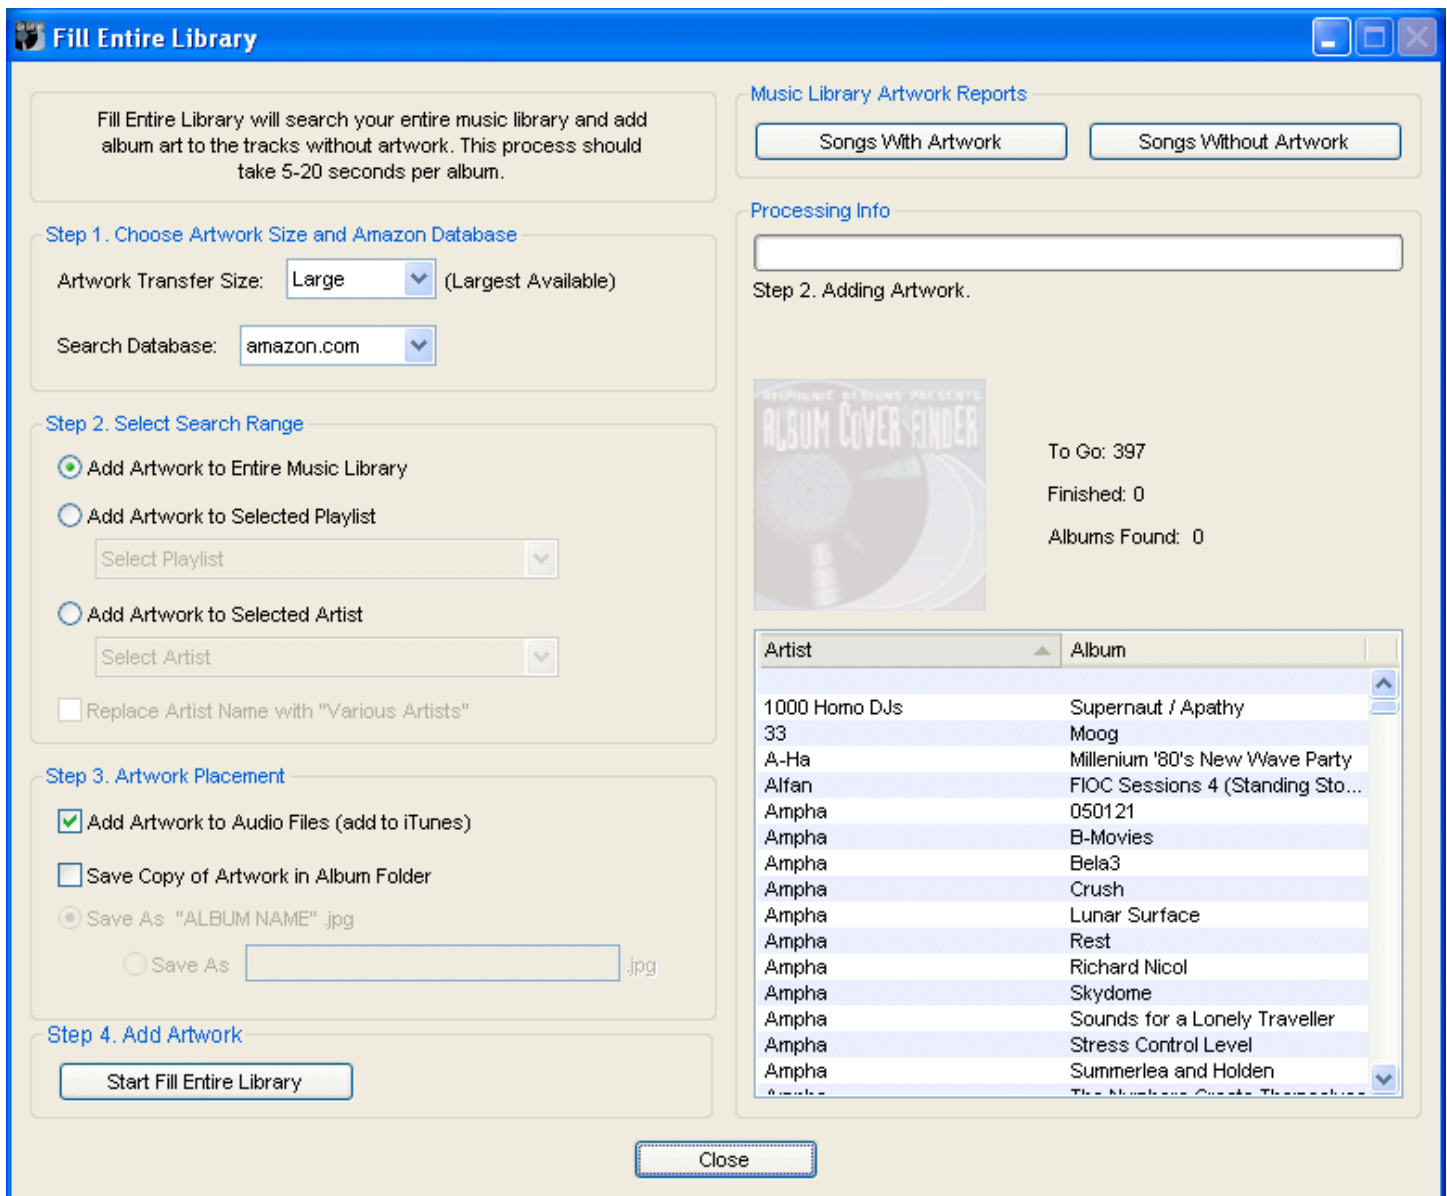 Fill Entire Library
Fill Entire Library will search your entire music library and add
album art to the tracks without artwork. This process should
take 5-20 seconds per album.
Step 1. Choose Artwork Size and Amazon Database
Artwork Transfer Size: Large (Largest Available)
Search Database: amazon.com
Step 2. Select Search Range
Add Artwork to Entire Music Library
Add Artwork to Selected Playlist
Select Playlist
Add Artwork to Selected Artist
Select Artist
Replace Artist Name with "Various Artists"
Step 3. Artwork Placement
Add Artwork to Audio Files (add to iTunes)
Save Copy of Artwork in Album Folder
Save As "ALBUM NAME" .jpg
Save As .jpg
Step 4. Add Artwork
Start Fill Entire Library
Music Library Artwork Reports
Songs With Artwork Songs Without Artwork
Processing Info
Step 2. Adding Artwork.
DESIGNS PRESENTS
ALBUM COVER FINDER
To Go: 397
Finished: 0
Albums Found: 0
Artist Album
1000 Homo DJs Supernaut / Apathy
33 Moog
A-Ha Millenium '80's New Wave Party
Alfan FIOC Sessions 4 (Standing Sto...
Ampha 050121
Ampha B-Movies
Ampha Bela3
Ampha Crush
Ampha Lunar Surface
Ampha Rest
Ampha Richard Nicol
Ampha Skydome
Ampha Sounds for a Lonely Traveller
Ampha Stress Control Level
Ampha Summerlea and Holden
Ampha The Numbers Create Themselves
Close